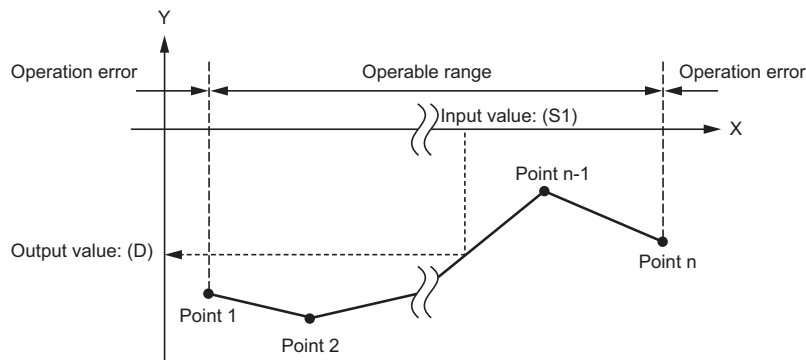 Y
Operation error
Operable range
Operation error
Input value: (S1)
X
Point n-1
Output value: (D)
Point n
Point 1
Point 2